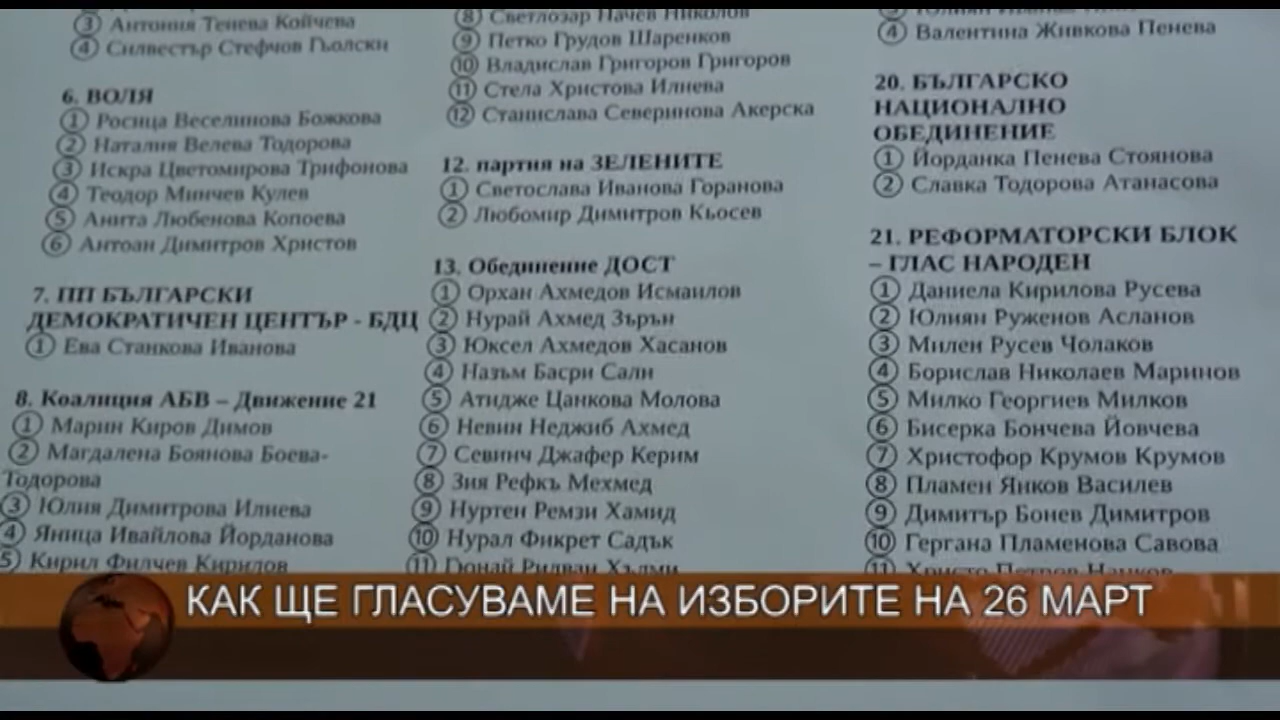 ③ Антония Тенева Койчева
④ Силвестър Стефчов Гьолски
6. ВОЛЯ
① Росица Веселинова Божкова
② Наталия Велева Тодорова
③ Искра Цветомирова Трифонова
④ Теодор Минчев Кулев
⑤ Анита Любенова Копоева
⑥ Антоан Димитров Христов
7. ПП БЪЛГАРСКИ
ДЕМОКРАТИЧЕН ЦЕНТЪР - БДЦ
① Ева Станкова Иванова
8. Коалиция АБВ – Движение 21
① Марин Киров Димов
② Магдалена Боянова Боева-
Тодорова
③ Юлия Димитрова Илиева
④ Яница Ивайлова Йорданова
⑤ Кирил Филчев Кирилов
⑧ Светлозар Начев Николов
⑨ Петко Грудов Шаренков
⑩ Владислав Григоров Григоров
⑪ Стела Христова Илиева
⑫ Станислава Северинова Акерска
12. партия на ЗЕЛЕНИТЕ
① Светослава Иванова Горанова
② Любомир Димитров Кьосев
13. Обединение ДОСТ
① Орхан Ахмедов Исмаилов
② Нурай Ахмед Зърън
③ Юксел Ахмедов Хасанов
④ Назъм Басри Сали
⑤ Атидже Цанкова Молова
⑥ Невин Неджиб Ахмед
⑦ Севинч Джафер Керим
⑧ Зия Рефкъ Мехмед
⑨ Нуртен Ремзи Хамид
⑩ Нурал Фикрет Садък
⑪ Гюнай Ридван Хълми
④ Валентина Живкова Пенева
20. БЪЛГАРСКО
НАЦИОНАЛНО
ОБЕДИНЕНИЕ
① Йорданка Пенева Стоянова
② Славка Тодорова Атанасова
21. РЕФОРМАТОРСКИ БЛОК
– ГЛАС НАРОДЕН
① Даниела Кирилова Русева
② Юлиян Руженов Асланов
③ Милен Русев Чолаков
④ Борислав Николаев Маринов
⑤ Милко Георгиев Милков
⑥ Бисерка Бончева Йовчева
⑦ Христофор Крумов Крумов
⑧ Пламен Янков Василев
⑨ Димитър Бонев Димитров
⑩ Гергана Пламенова Савова
⑪ Христо Петров
КАК ЩЕ ГЛАСУВАМЕ НА ИЗБОРИТЕ НА 26 МАРТ